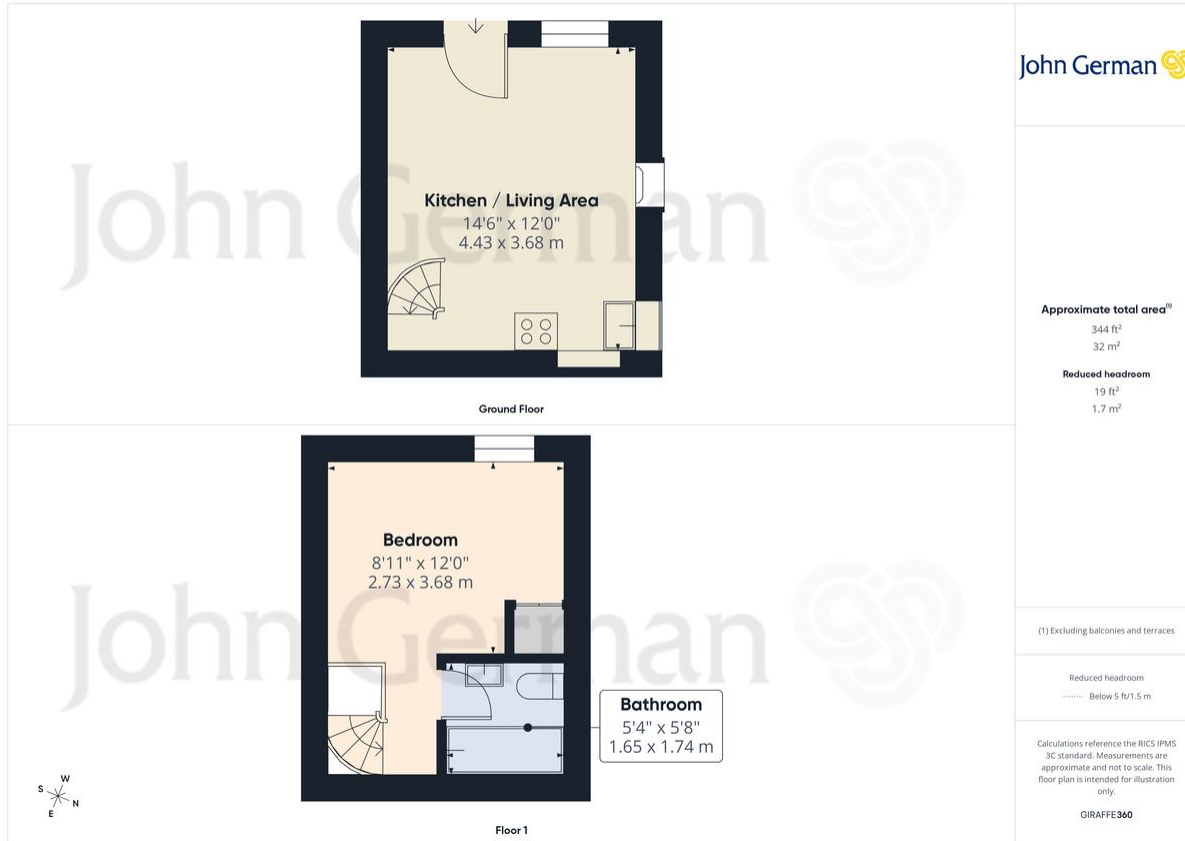 John German
Kitchen / Living Area
14'6" x 12'0"
4.43 x 3.68 m
Ground Floor
John German
Bedroom
8'11" x 12'0"
2.73 x 3.68 m
Bathroom
5'4" x 5'8"
1.65 x 1.74 m
Floor 1
W
S
N
E
John German
Approximate total area(1)
344 ft²
32 m²
Reduced headroom
19 ft²
1.7 m²
(1) Excluding balconies and terraces
Reduced headroom
........ Below 5 ft/1.5 m
Calculations reference the RICS IPMS
3C standard. Measurements are
approximate and not to scale. This
floor plan is intended for illustration
only.
GIRAFFE360